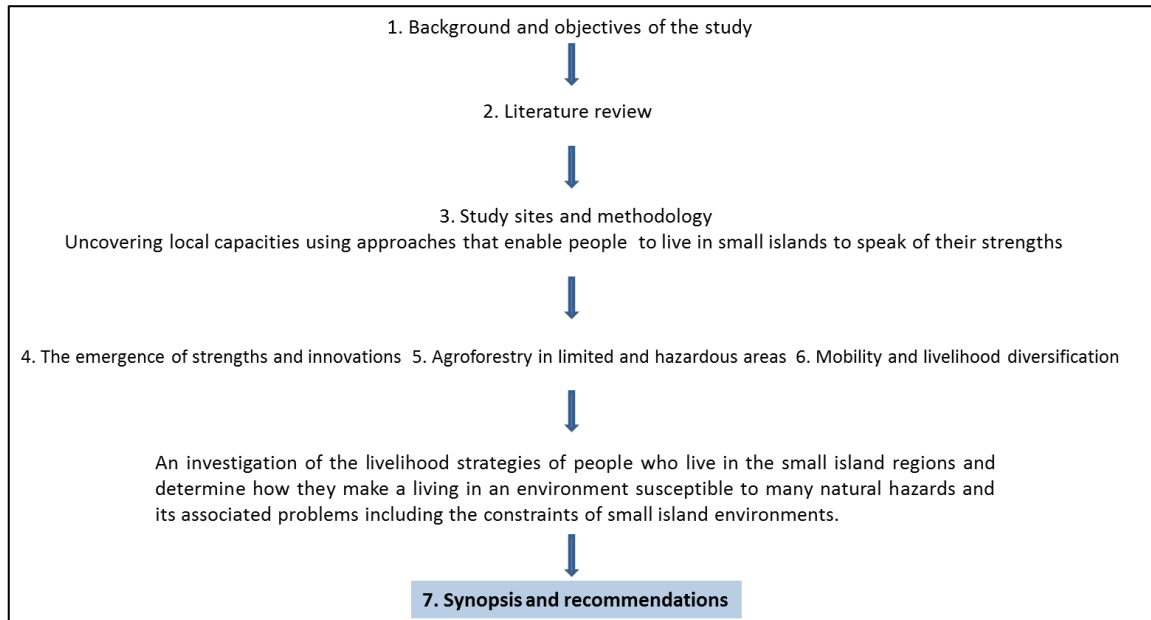 1. Background and objectives of the study
2. Literature review
3. Study sites and methodology
Uncovering local capacities using approaches that enable people to live in small islands to speak of their strengths
4. The emergence of strengths and innovations 5. Agroforestry in limited and hazardous areas 6. Mobility and livelihood diversification
An investigation of the livelihood strategies of people who live in the small island regions and
determine how they make a living in an environment susceptible to many natural hazards and
its associated problems including the constraints of small island environments.
7. Synopsis and recommendations